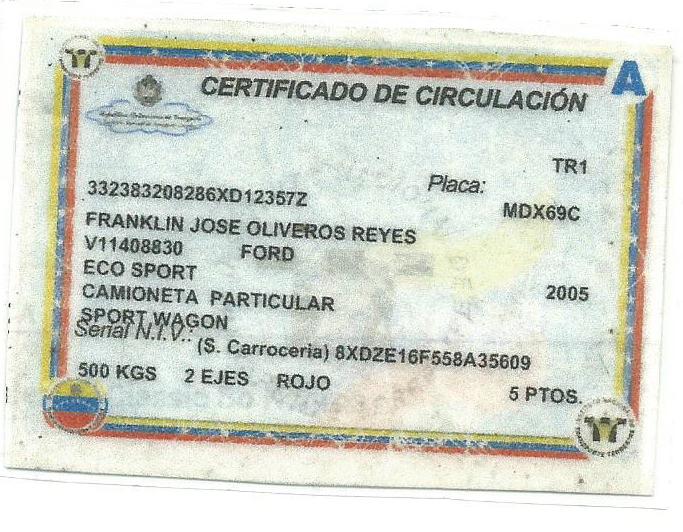 A
CERTIFICADO DE CIRCULACIÓN
TR1
332383208286XD12357Z Placa:
MDX69C
FRANKLIN JOSE OLIVEROS REYES
V11408830 FORD
ECO SPORT
2005
CAMIONETA PARTICULAR
SPORT WAGON
Serial N.I.V.:
(S. Carroceria) 8XDZE16F558A35609
500 KGS 2 EJES ROJO
5 PTOS.